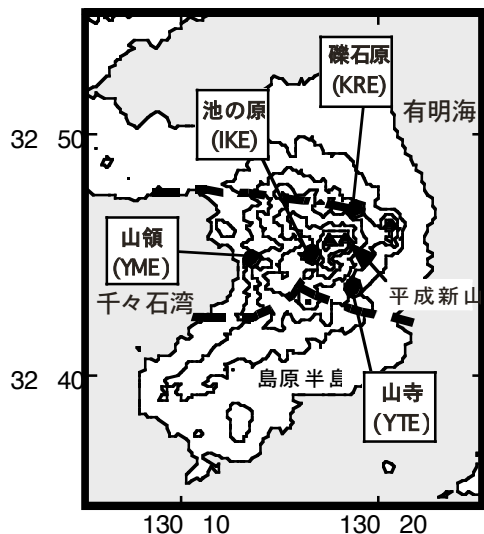 礫石原
(KRE)
池の原
(IKE)
有明海
32 50
山領
(YME)
千々石湾
平成新山
島原半島
32 40
山寺
(YTE)
130 10
130 20